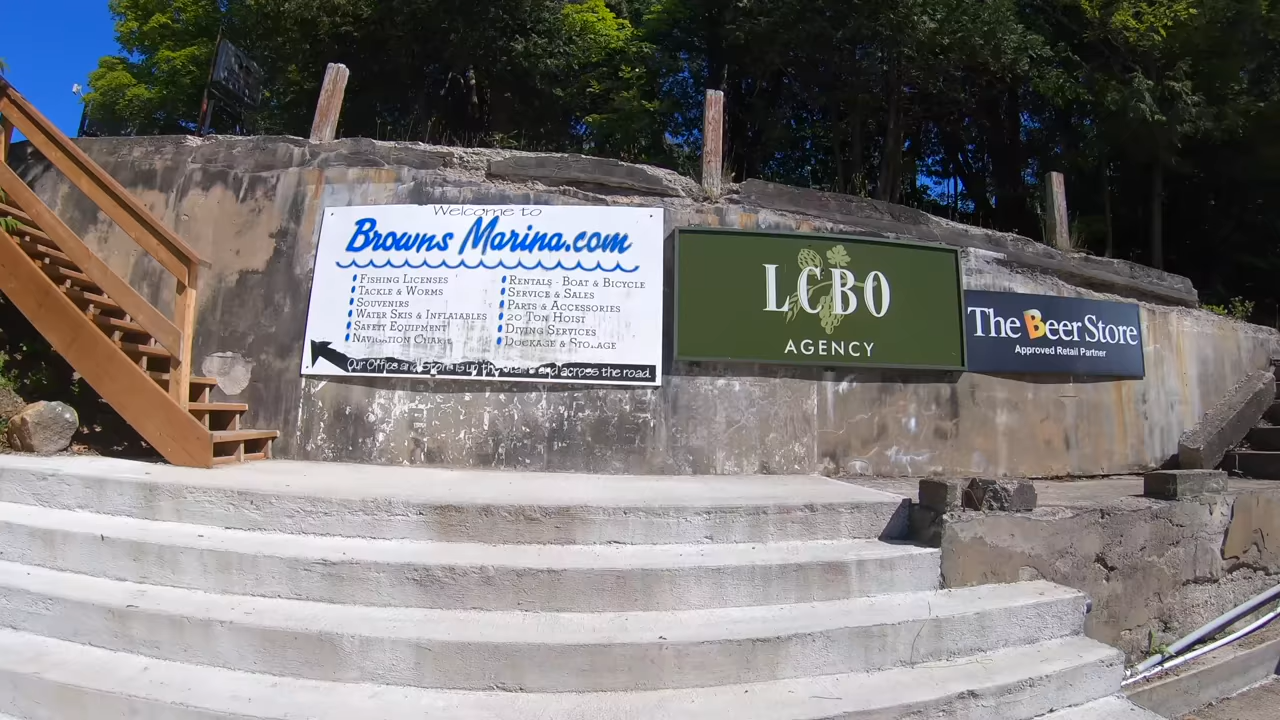 Welcome to
Browns Marina.com
Fishing Licenses
Tackle & Worms
Souvenirs
Water Skis & Inflatables
Safety Equipment
Navigation Charts
Rentals - Boat & Bicycle
Service & Sales
Parts & Accessories
20 Ton Hoist
Diving Services
Dockage & Storage
Our Office and Store is up the stairs and across the road.
LCBO
AGENCY
The Beer Store
Approved Retail Partner